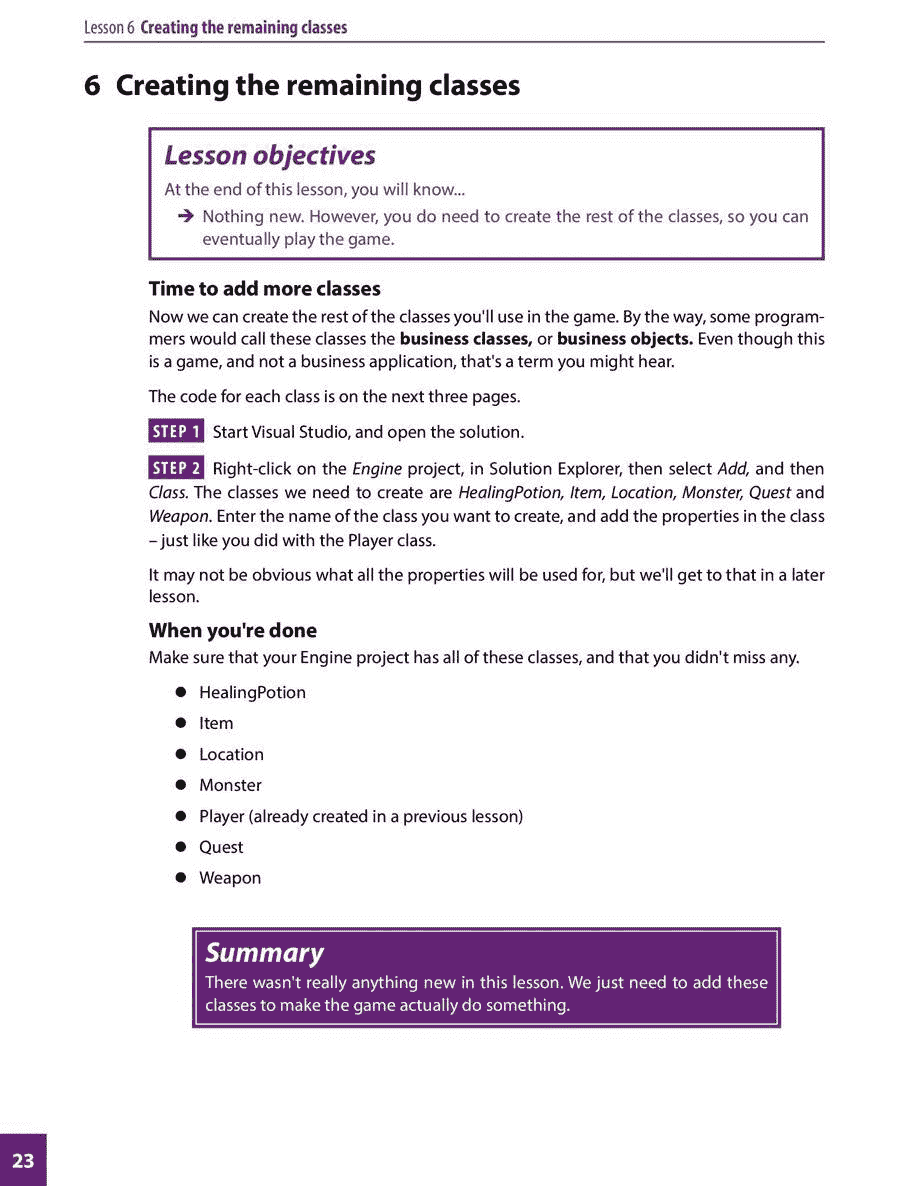 Lesson 6 Creating the remaining classes
6 Creating the remaining classes
Lesson objectives
At the end of this lesson, you will know...
➔ Nothing new. However, you do need to create the rest of the classes, so you can
eventually play the game.
Time to add more classes
Now we can create the rest of the classes you'll use in the game. By the way, some program-
mers would call these classes the business classes, or business objects. Even though this
is a game, and not a business application, that's a term you might hear.
The code for each class is on the next three pages.
STEP 1 Start Visual Studio, and open the solution.
STEP 2 Right-click on the Engine project, in Solution Explorer, then select Add, and then
Class. The classes we need to create are HealingPotion, Item, Location, Monster, Quest and
Weapon. Enter the name of the class you want to create, and add the properties in the class
– just like you did with the Player class.
It may not be obvious what all the properties will be used for, but we'll get to that in a later
lesson.
When you're done
Make sure that your Engine project has all of these classes, and that you didn't miss any.
● HealingPotion
● Item
● Location
● Monster
● Player (already created in a previous lesson)
● Quest
● Weapon
Summary
There wasn't really anything new in this lesson. We just need to add these
classes to make the game actually do something.
23